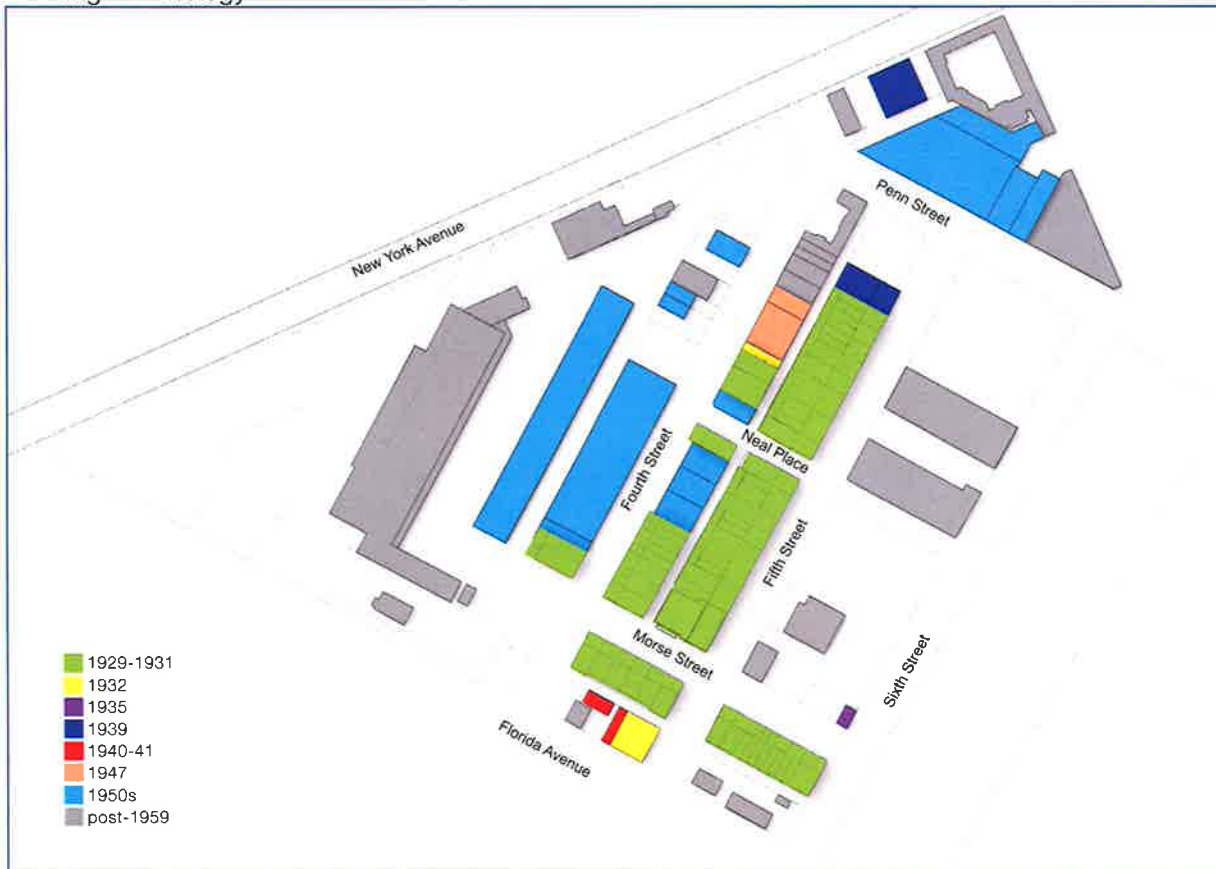 New York Avenue
Penn Street
Neal Place
Fourth Street
Fifth Street
Morse Street
Sixth Street
Florida Avenue
1929-1931
1932
1935
1939
1940-41
1947
1950s
post-1959